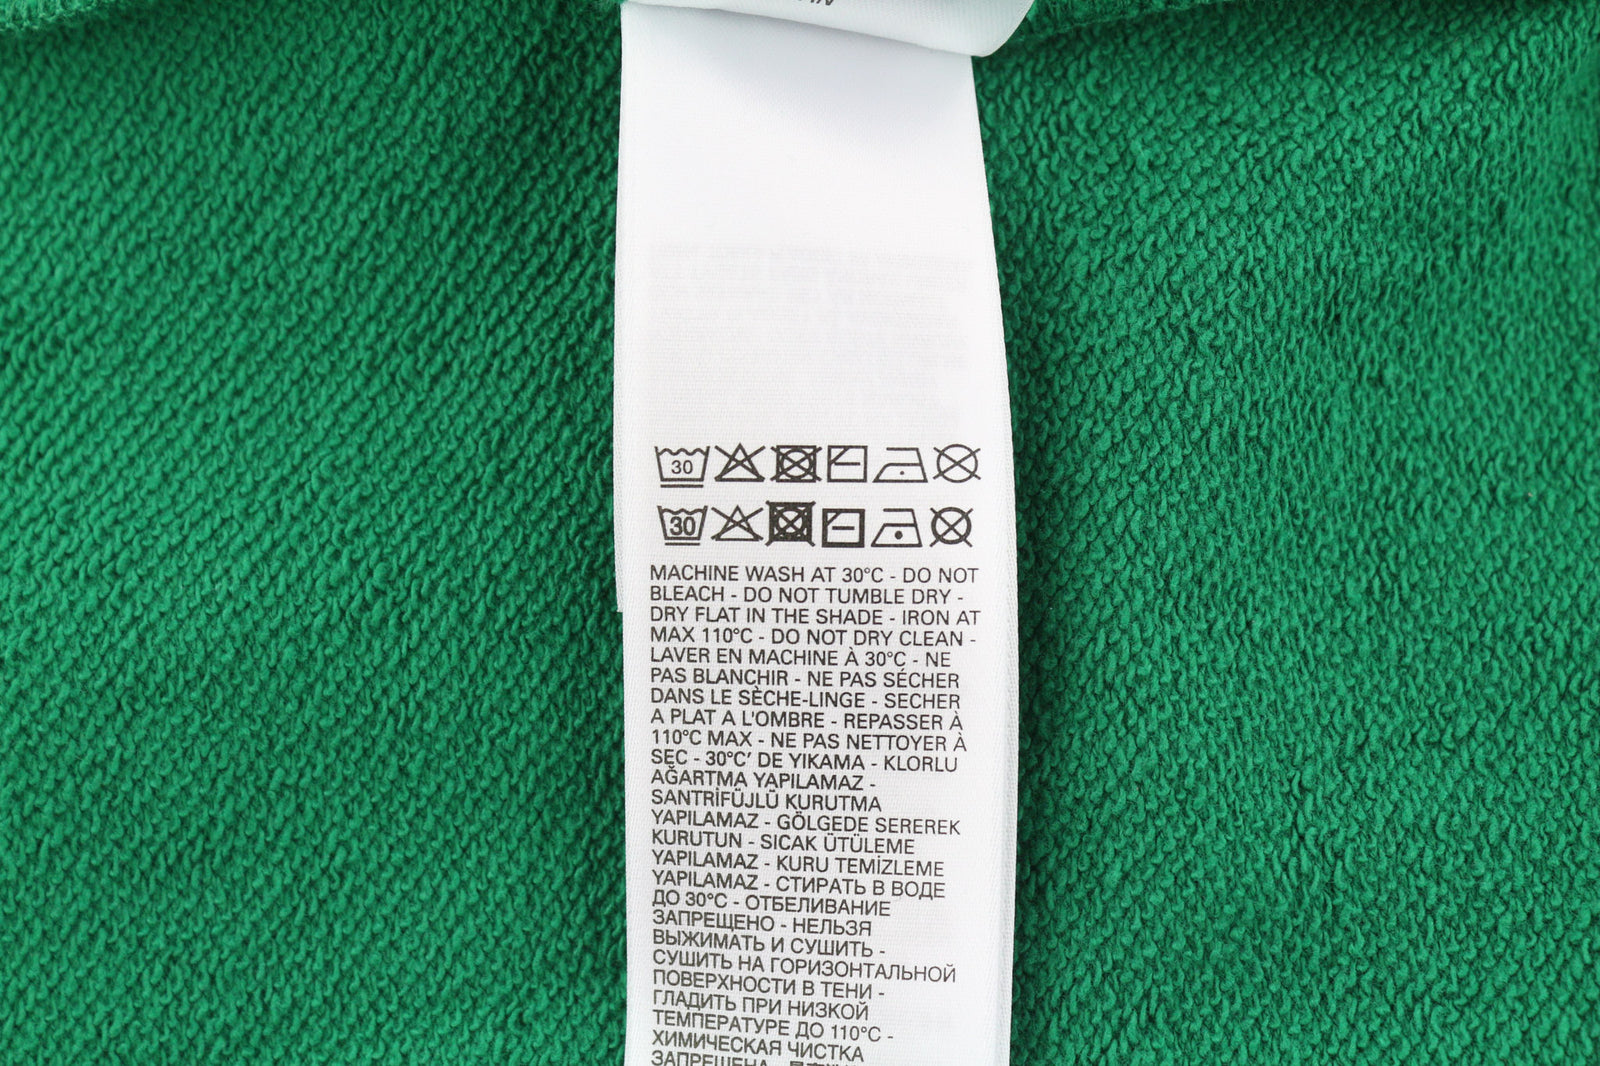 30
30
MACHINE WASH AT 30°C - DO NOT
BLEACH - DO NOT TUMBLE DRY -
DRY FLAT IN THE SHADE - IRON AT
MAX 110°C - DO NOT DRY CLEAN -
LAVER EN MACHINE À 30°C - NE
PAS BLANCHIR - NE PAS SÉCHER
DANS LE SÈCHE-LINGE - SECHER
A PLAT A L'OMBRE - REPASSER À
110°C MAX - NE PAS NETTOYER À
SEC - 30°C' DE YIKAMA - KLORLU
AĞARTMA YAPILAMAZ -
SANTRİFÜJLÜ KURUTMA
YAPILAMAZ - GÖLGEDE SEREREK
KURUTUN - SICAK ÜTÜLEME
YAPILAMAZ - KURU TEMİZLEME
YAPILAMAZ - СТИРАТЬ В ВОДЕ
ДО 30°C - ОТБЕЛИВАНИЕ
ЗАПРЕЩЕНО - НЕЛЬЗЯ
ВЫЖИМАТЬ И СУШИТЬ -
СУШИТЬ НА ГОРИЗОНТАЛЬНОЙ
ПОВЕРХНОСТИ В ТЕНИ -
ГЛАДИТЬ ПРИ НИЗКОЙ
ТЕМПЕРАТУРЕ ДО 110°C -
ХИМИЧЕСКАЯ ЧИСТКА
ЗАПРЕЩЕНА -